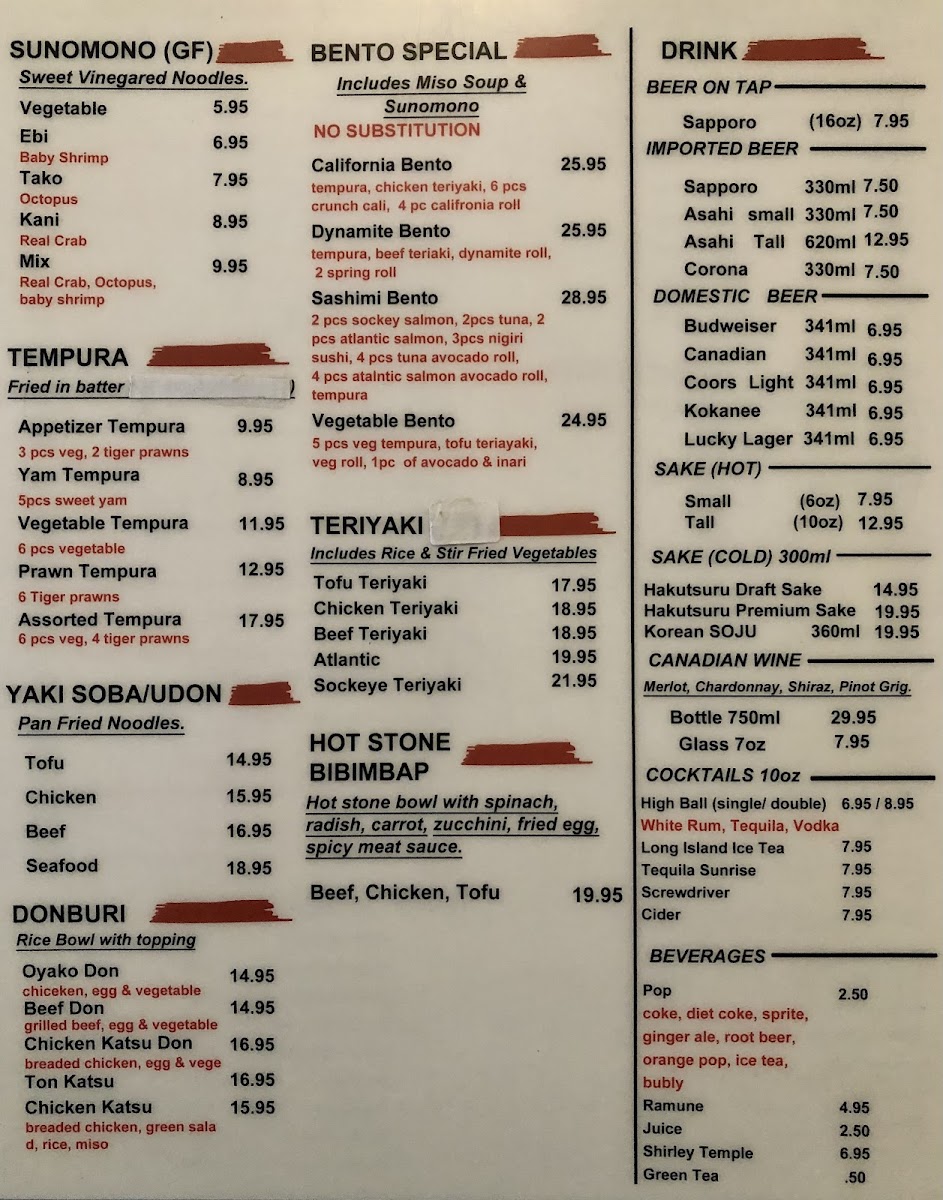 SUNOMONO (GF)
Sweet Vinegared Noodles.
Vegetable 5.95
Ebi 6.95
Baby Shrimp
Tako 7.95
Octopus
Kani 8.95
Real Crab
Mix 9.95
Real Crab, Octopus,
baby shrimp
TEMPURA
Fried in batter )
Appetizer Tempura 9.95
3 pcs veg, 2 tiger prawns
Yam Tempura 8.95
5pcs sweet yam
Vegetable Tempura 11.95
6 pcs vegetable
Prawn Tempura 12.95
6 Tiger prawns
Assorted Tempura 17.95
6 pcs veg, 4 tiger prawns
YAKI SOBA/UDON
Pan Fried Noodles.
Tofu 14.95
Chicken 15.95
Beef 16.95
Seafood 18.95
DONBURI
Rice Bowl with topping
Oyako Don 14.95
chiceken, egg & vegetable
Beef Don 14.95
grilled beef, egg & vegetable
Chicken Katsu Don 16.95
breaded chicken, egg & vege
Ton Katsu 16.95
Chicken Katsu 15.95
breaded chicken, green sala
d, rice, miso
BENTO SPECIAL
Includes Miso Soup &
Sunomono
NO SUBSTITUTION
California Bento 25.95
tempura, chicken teriyaki, 6 pcs
crunch cali, 4 pc califronia roll
Dynamite Bento 25.95
tempura, beef teriaki, dynamite roll,
2 spring roll
Sashimi Bento 28.95
2 pcs sockey salmon, 2pcs tuna, 2
pcs atlantic salmon, 3pcs nigiri
sushi, 4 pcs tuna avocado roll,
4 pcs atalntic salmon avocado roll,
tempura
Vegetable Bento 24.95
5 pcs veg tempura, tofu teriayaki,
veg roll, 1pc of avocado & inari
TERIYAKI
Includes Rice & Stir Fried Vegetables
Tofu Teriyaki 17.95
Chicken Teriyaki 18.95
Beef Teriyaki 18.95
Atlantic 19.95
Sockeye Teriyaki 21.95
HOT STONE
BIBIMBAP
Hot stone bowl with spinach,
radish, carrot, zucchini, fried egg,
spicy meat sauce.
Beef, Chicken, Tofu 19.95
DRINK
BEER ON TAP
Sapporo (16oz) 7.95
IMPORTED BEER
Sapporo 330ml 7.50
Asahi small 330ml 7.50
Asahi Tall 620ml 12.95
Corona 330ml 7.50
DOMESTIC BEER
Budweiser 341ml 6.95
Canadian 341ml 6.95
Coors Light 341ml 6.95
Kokanee 341ml 6.95
Lucky Lager 341ml 6.95
SAKE (HOT)
Small (6oz) 7.95
Tall (10oz) 12.95
SAKE (COLD) 300ml
Hakutsuru Draft Sake 14.95
Hakutsuru Premium Sake 19.95
Korean SOJU 360ml 19.95
CANADIAN WINE
Merlot, Chardonnay, Shiraz, Pinot Grig.
Bottle 750ml 29.95
Glass 7oz 7.95
COCKTAILS 10oz
High Ball (single/ double) 6.95 / 8.95
White Rum, Tequila, Vodka
Long Island Ice Tea 7.95
Tequila Sunrise 7.95
Screwdriver 7.95
Cider 7.95
BEVERAGES
Pop 2.50
coke, diet coke, sprite,
ginger ale, root beer,
orange pop, ice tea,
bubly
Ramune 4.95
Juice 2.50
Shirley Temple 6.95
Green Tea .50